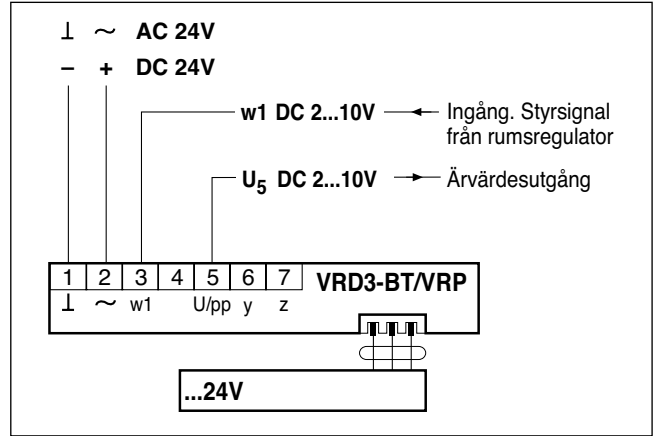 ⊥ ~ AC 24V
– + DC 24V
w1 DC 2...10V Ingång. Styrsignal
från rumsregulator
U5 DC 2...10V Ärvärdesutgång
1 2 3 4 5 6 7 VRD3-BT/VRP
⊥ ~ w1 U/pp y z
...24V